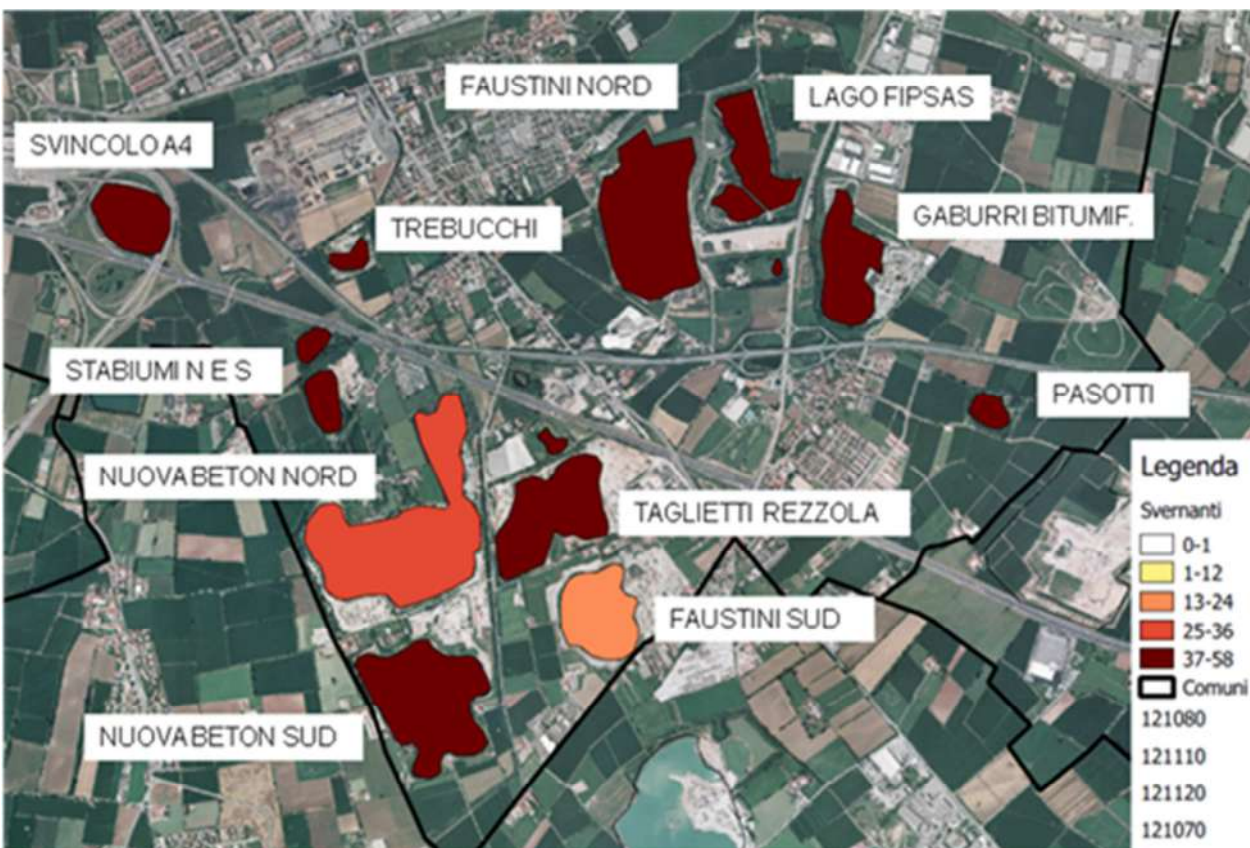 FAUSTINI NORD
LAGO FIPSAS
SVINCOLO A4
TREBUCCHI
GABURRI BITUMIF.
STABIUMI N E S
PASOTTI
NUOVA BETON NORD
TAGLIETTI REZZOLA
FAUSTINI SUD
NUOVA BETON SUD
Legenda
Svernanti
0-1
1-12
13-24
25-36
37-58
Comuni
121080
121110
121120
121070